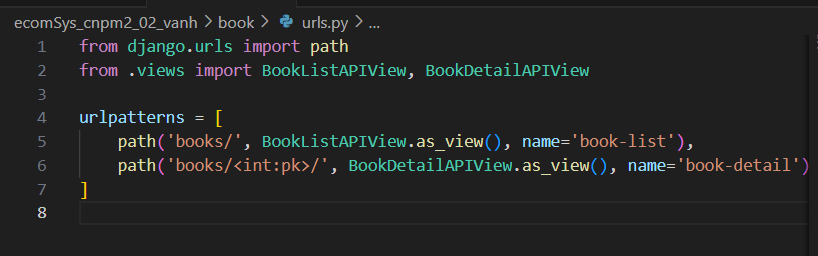 ecomSys_cnpm2_02_vanh > book > urls.py > ...
1 from django.urls import path
2 from .views import BookListAPIView, BookDetailAPIView
3
4 urlpatterns = [
5     path('books/', BookListAPIView.as_view(), name='book-list'),
6     path('books/<int:pk>/', BookDetailAPIView.as_view(), name='book-detail')
7 ]
8